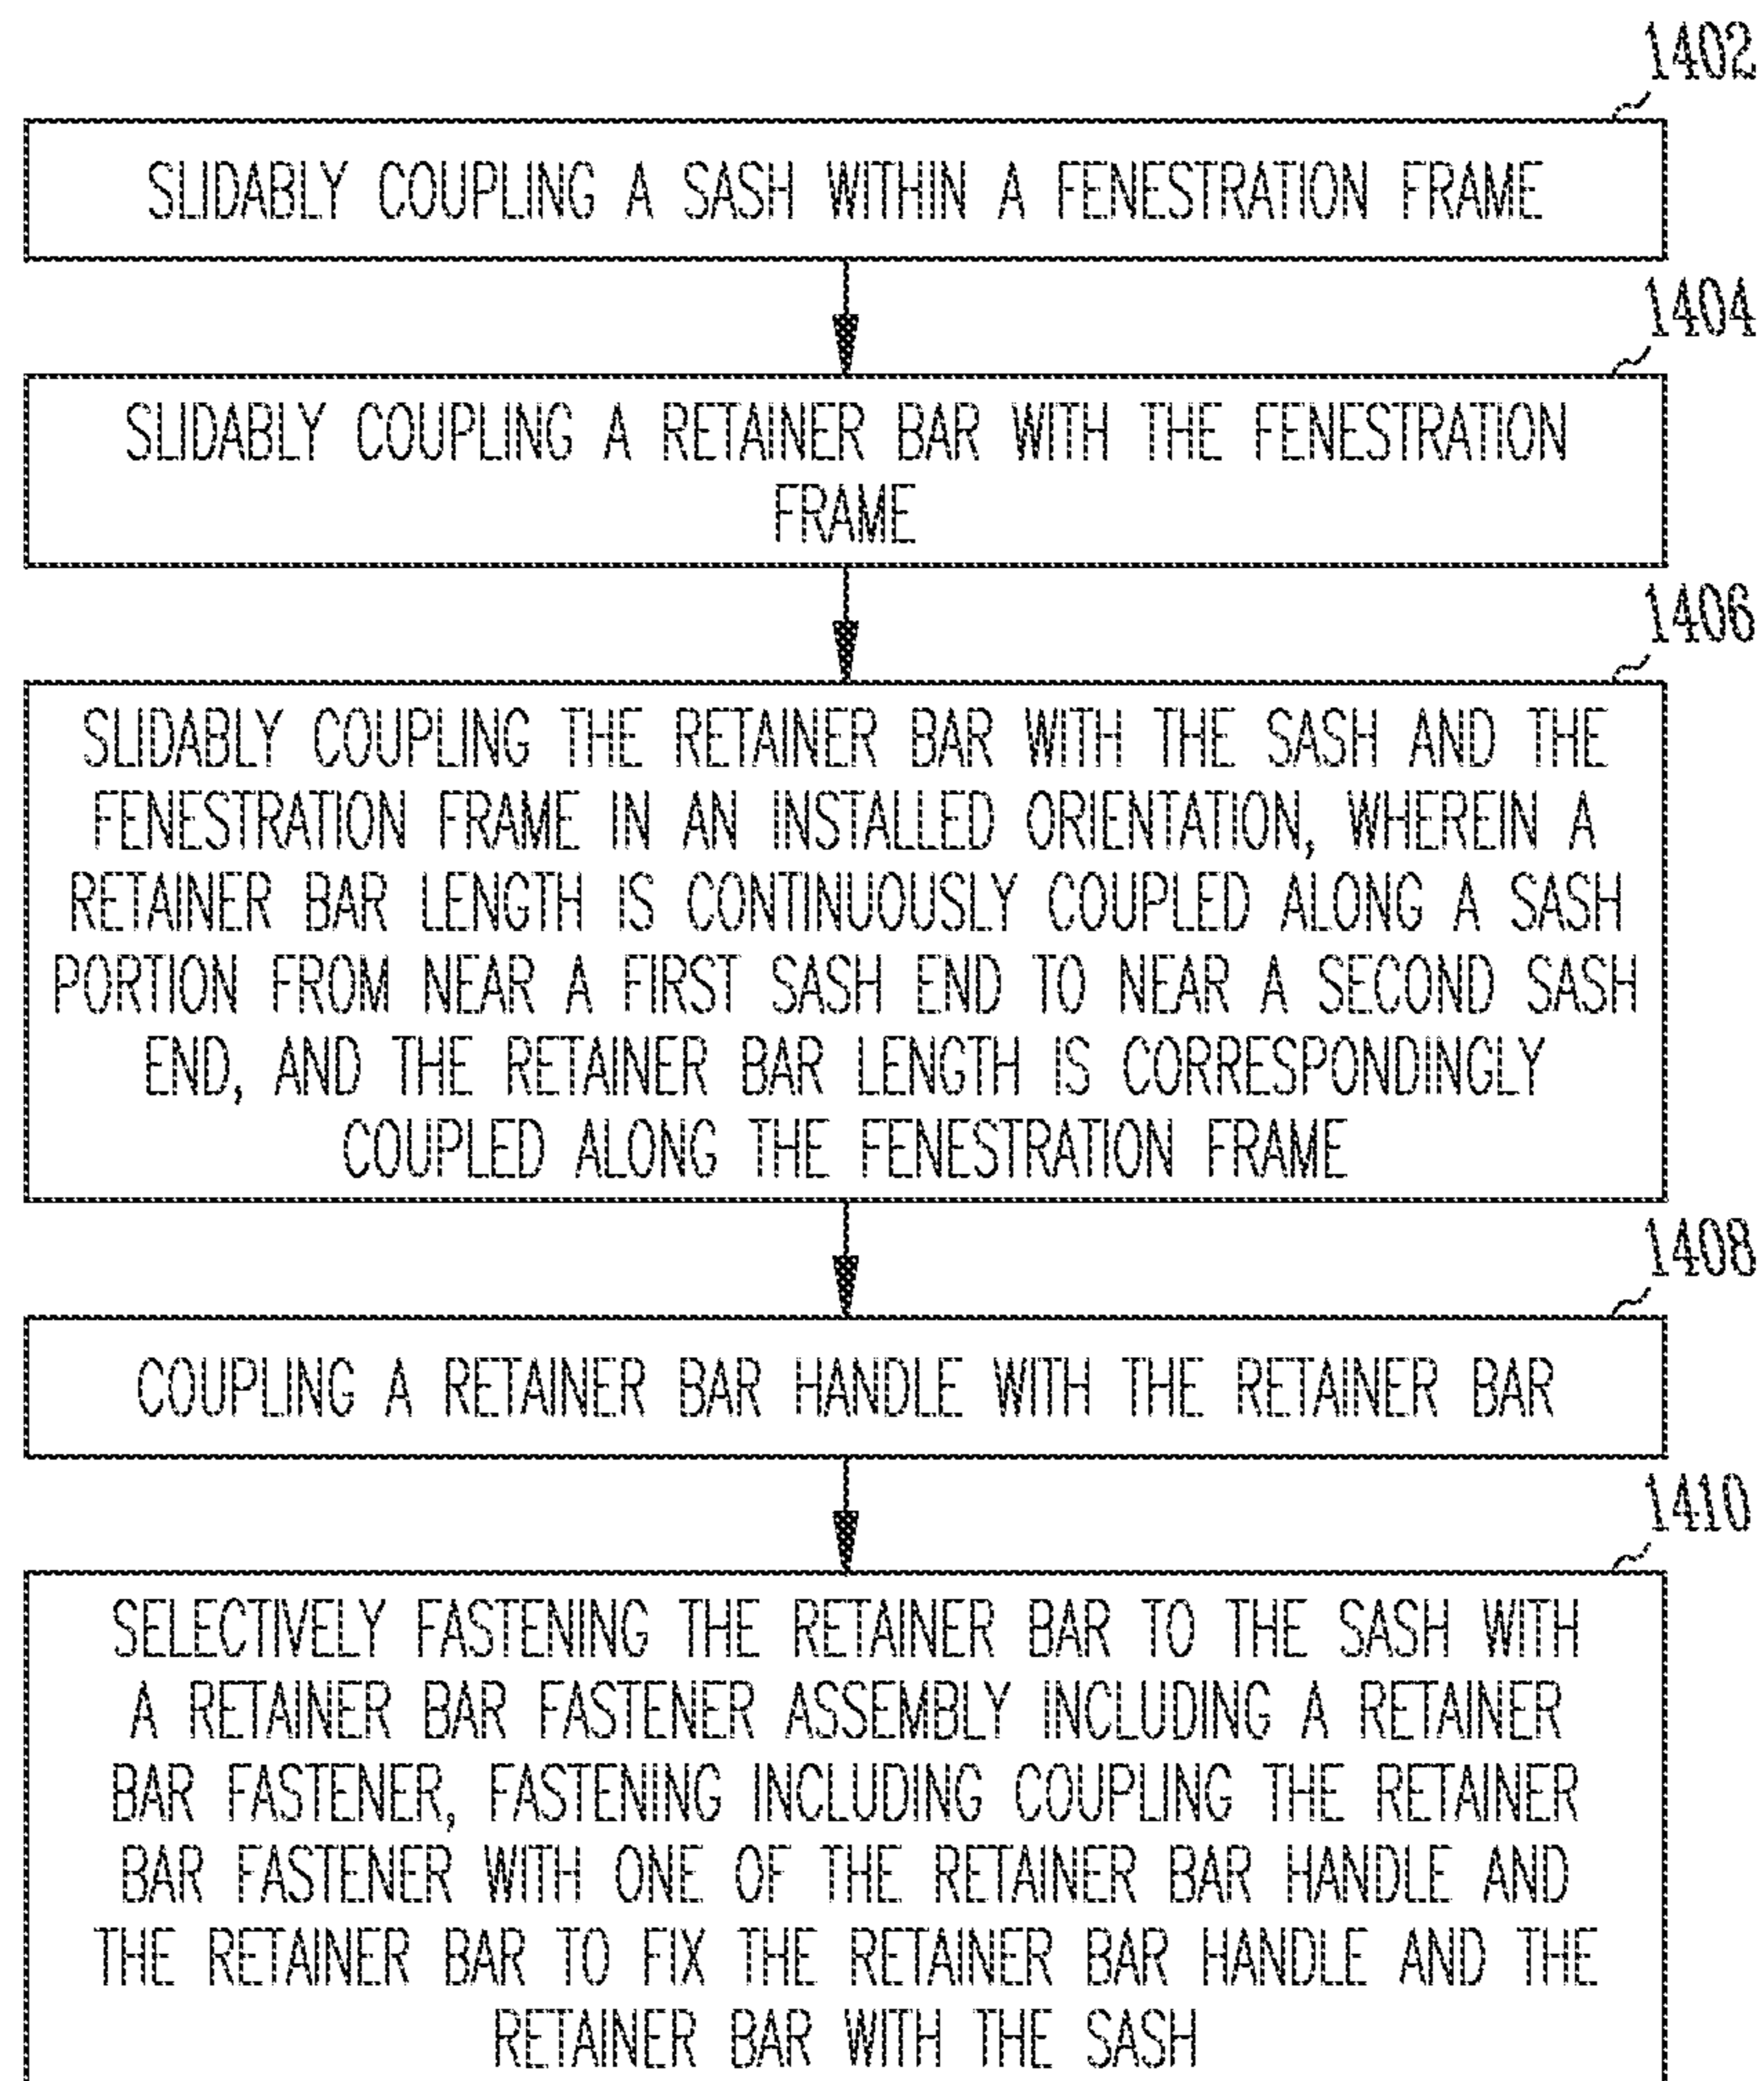 1402
SLIDABLY COUPLING A SASH WITHIN A FENESTRATION FRAME
1404
SLIDABLY COUPLING A RETAINER BAR WITH THE FENESTRATION
FRAME
1406
SLIDABLY COUPLING THE RETAINER BAR WITH THE SASH AND THE
FENESTRATION FRAME IN AN INSTALLED ORIENTATION, WHEREIN A
RETAINER BAR LENGTH IS CONTINUOUSLY COUPLED ALONG A SASH
PORTION FROM NEAR A FIRST SASH END TO NEAR A SECOND SASH
END, AND THE RETAINER BAR LENGTH IS CORRESPONDINGLY
COUPLED ALONG THE FENESTRATION FRAME
1408
COUPLING A RETAINER BAR HANDLE WITH THE RETAINER BAR
1410
SELECTIVELY FASTENING THE RETAINER BAR TO THE SASH WITH
A RETAINER BAR FASTENER ASSEMBLY INCLUDING A RETAINER
BAR FASTENER, FASTENING INCLUDING COUPLING THE RETAINER
BAR FASTENER WITH ONE OF THE RETAINER BAR HANDLE AND
THE RETAINER BAR TO FIX THE RETAINER BAR HANDLE AND THE
RETAINER BAR WITH THE SASH